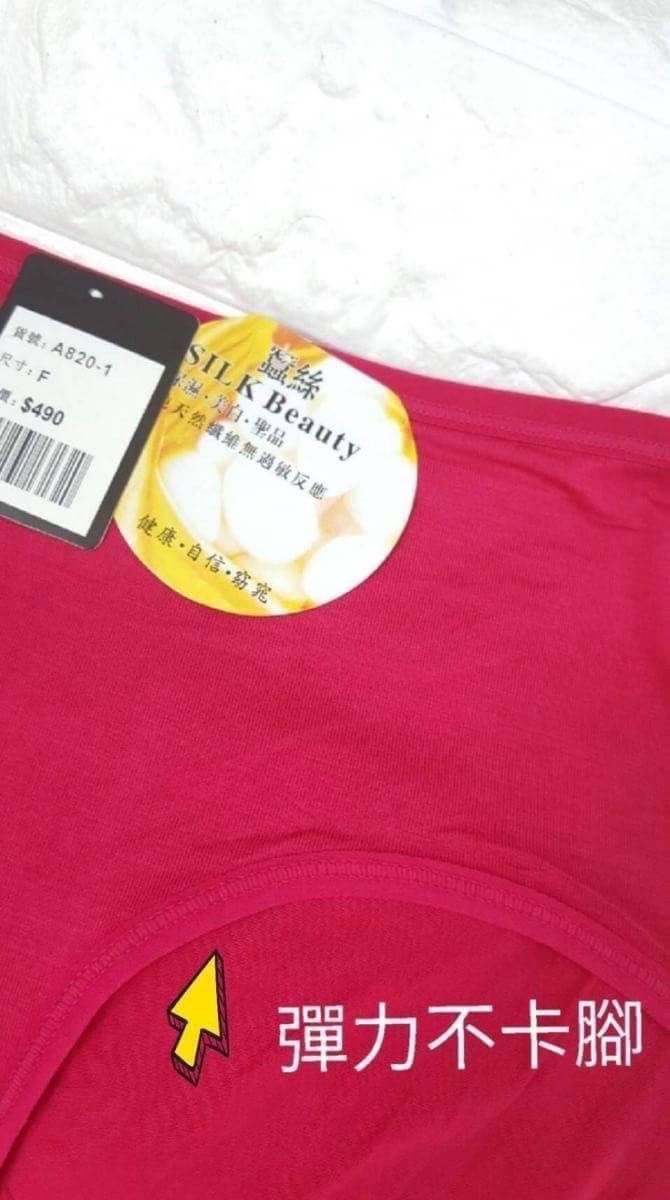 貨號: A820-1
尺寸: F
價: $490
蠶絲
SILK Beauty
保濕·美白·聖品
天然纖維無過敏反應
健康·自信·窈窕
彈力不卡腳